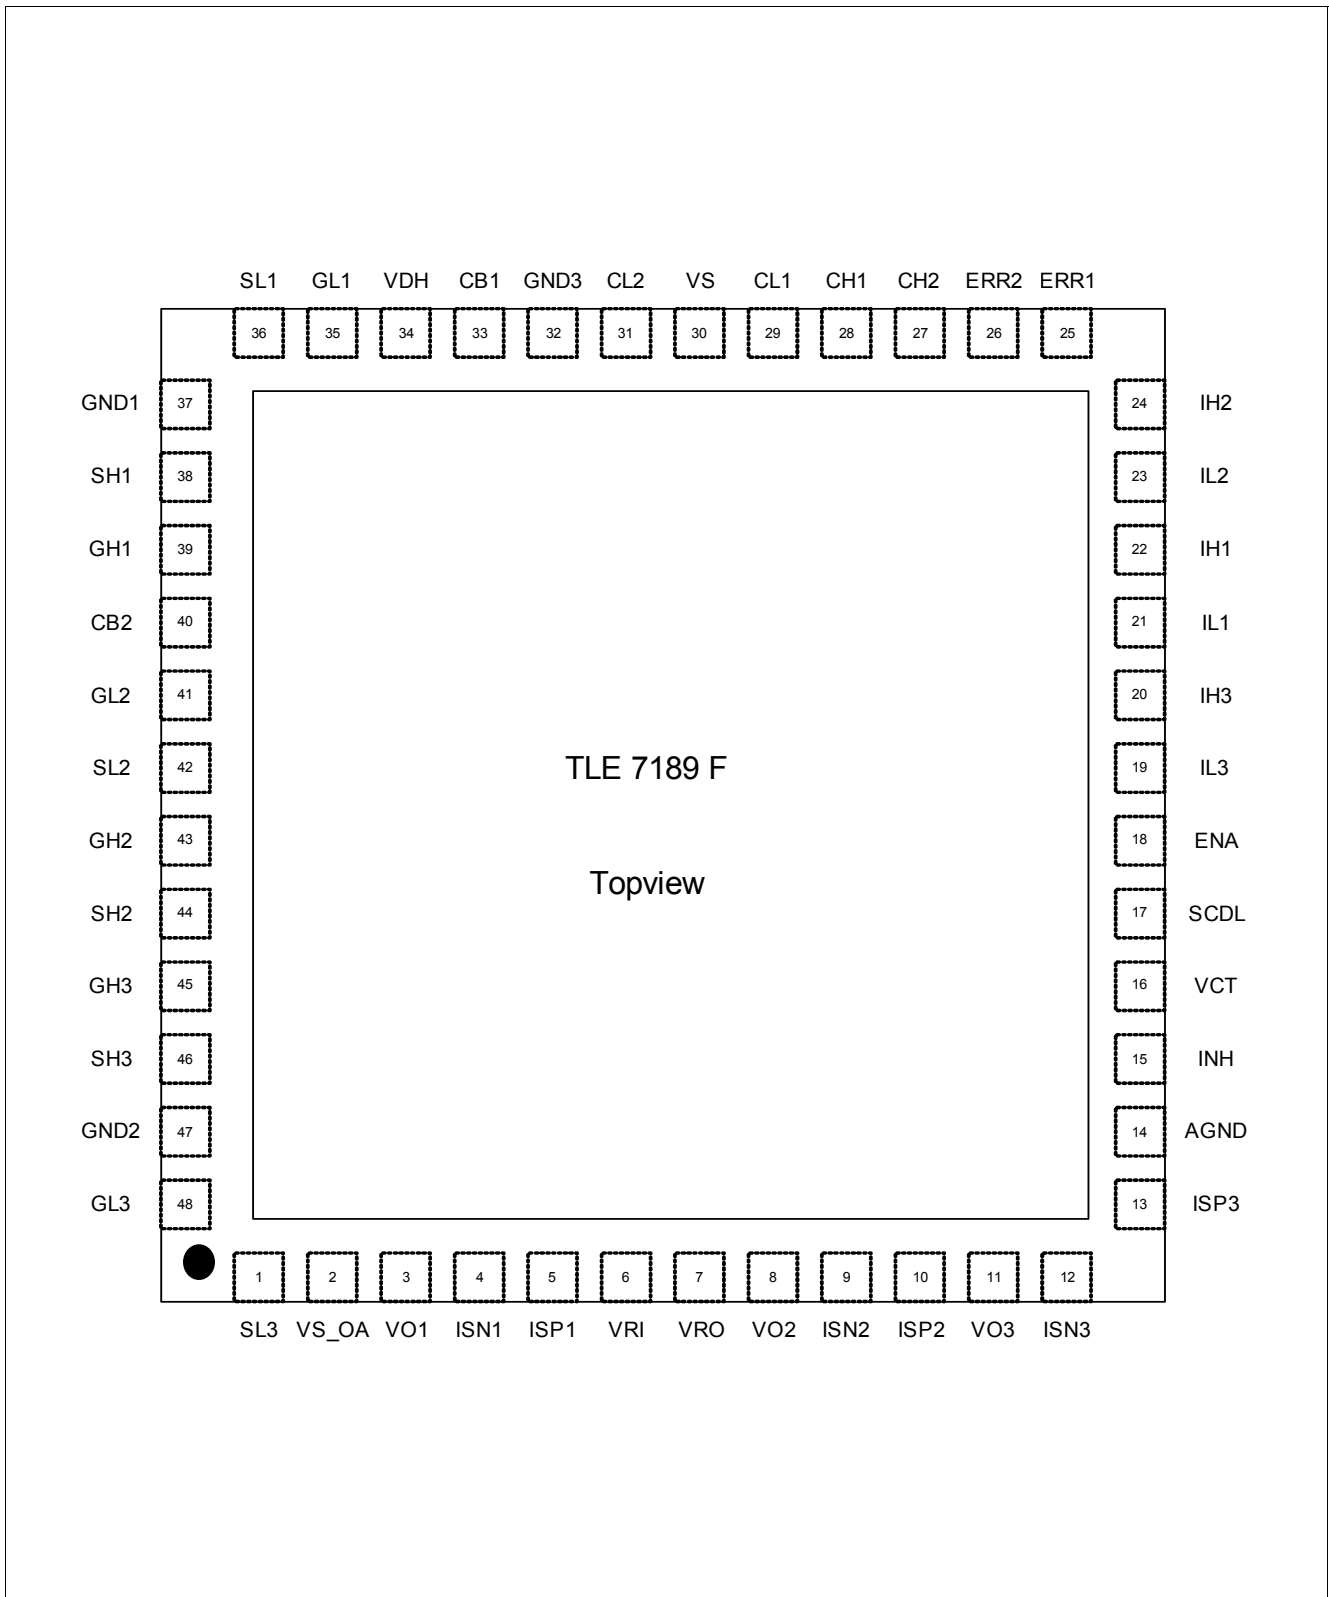 SL1 GL1 VDH CB1 GND3 CL2 VS CL1 CH1 CH2 ERR2 ERR1
36 35 34 33 32 31 30 29 28 27 26 25
GND1 37 24 IH2
SH1 38 23 IL2
GH1 39 22 IH1
CB2 40 21 IL1
GL2 41 20 IH3
SL2 42 TLE 7189 F 19 IL3
GH2 43 18 ENA
Topview
SH2 44 17 SCDL
GH3 45 16 VCT
SH3 46 15 INH
GND2 47 14 AGND
GL3 48 13 ISP3
1 2 3 4 5 6 7 8 9 10 11 12
SL3 VS_OA VO1 ISN1 ISP1 VRI VRO VO2 ISN2 ISP2 VO3 ISN3